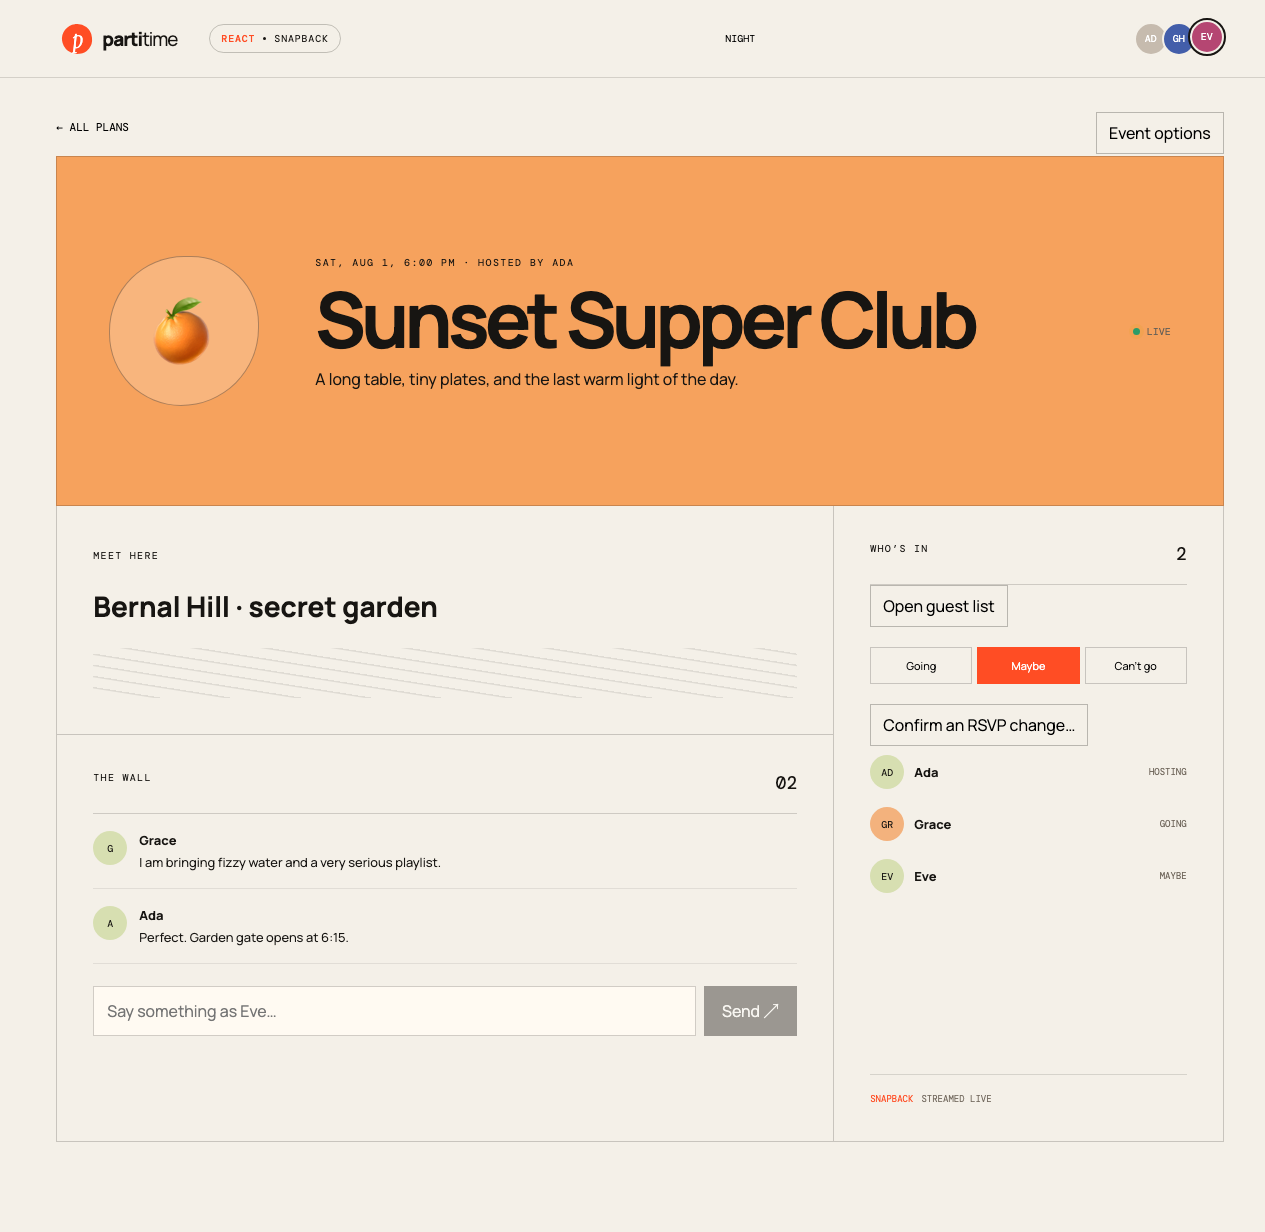 partitime
REACT • SNAPBACK
NIGHT
AD
GH
EV
← ALL PLANS
Event options
SAT, AUG 1, 6:00 PM · HOSTED BY ADA
Sunset Supper Club
A long table, tiny plates, and the last warm light of the day.
LIVE
MEET HERE
Bernal Hill · secret garden
THE WALL
02
G
Grace
I am bringing fizzy water and a very serious playlist.
A
Ada
Perfect. Garden gate opens at 6:15.
Say something as Eve…
Send ↗
WHO'S IN
2
Open guest list
Going
Maybe
Can't go
Confirm an RSVP change…
AD
Ada
HOSTING
GR
Grace
GOING
EV
Eve
MAYBE
SNAPBACK STREAMED LIVE